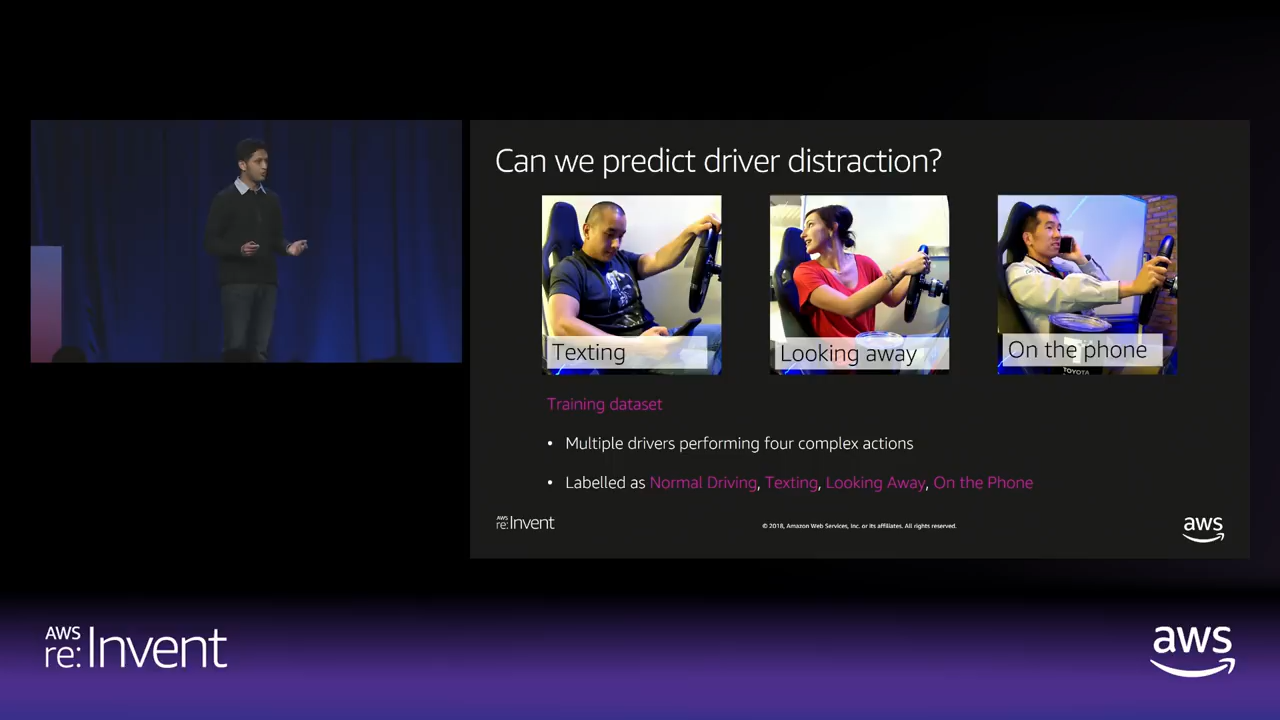 Can we predict driver distraction?
Texting
Looking away
On the phone
TOYOTA
Training dataset
• Multiple drivers performing four complex actions
• Labelled as Normal Driving, Texting, Looking Away, On the Phone
AWS
re:Invent
© 2018, Amazon Web Services, Inc. or its affiliates. All rights reserved.
aws
AWS
re:Invent
aws